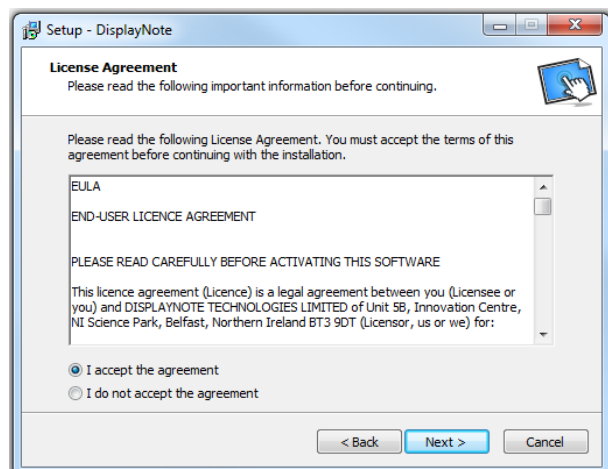 Setup - DisplayNote
License Agreement
Please read the following important information before continuing.
Please read the following License Agreement. You must accept the terms of this
agreement before continuing with the installation.
EULA
END-USER LICENCE AGREEMENT
PLEASE READ CAREFULLY BEFORE ACTIVATING THIS SOFTWARE
This licence agreement (Licence) is a legal agreement between you (Licensee or
you) and DISPLAYNOTE TECHNOLOGIES LIMITED of Unit 5B, Innovation Centre,
NI Science Park, Belfast, Northern Ireland BT3 9DT (Licensor, us or we) for:
I accept the agreement
I do not accept the agreement
< Back Next > Cancel